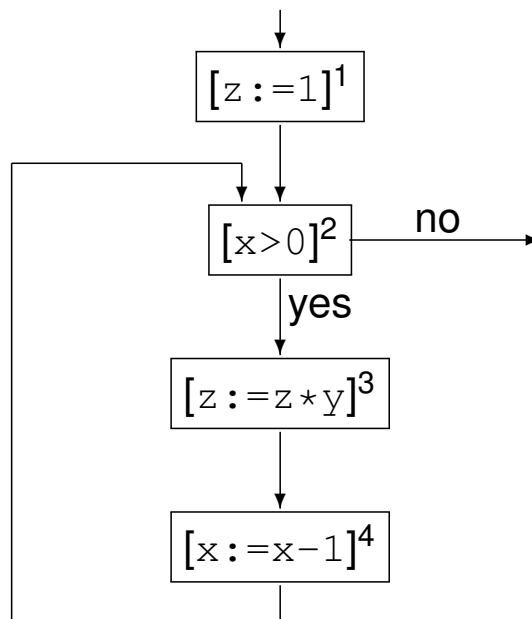 [z:=1]¹
[x>0]²
no
yes
[z:=z*y]³
[x:=x-1]⁴